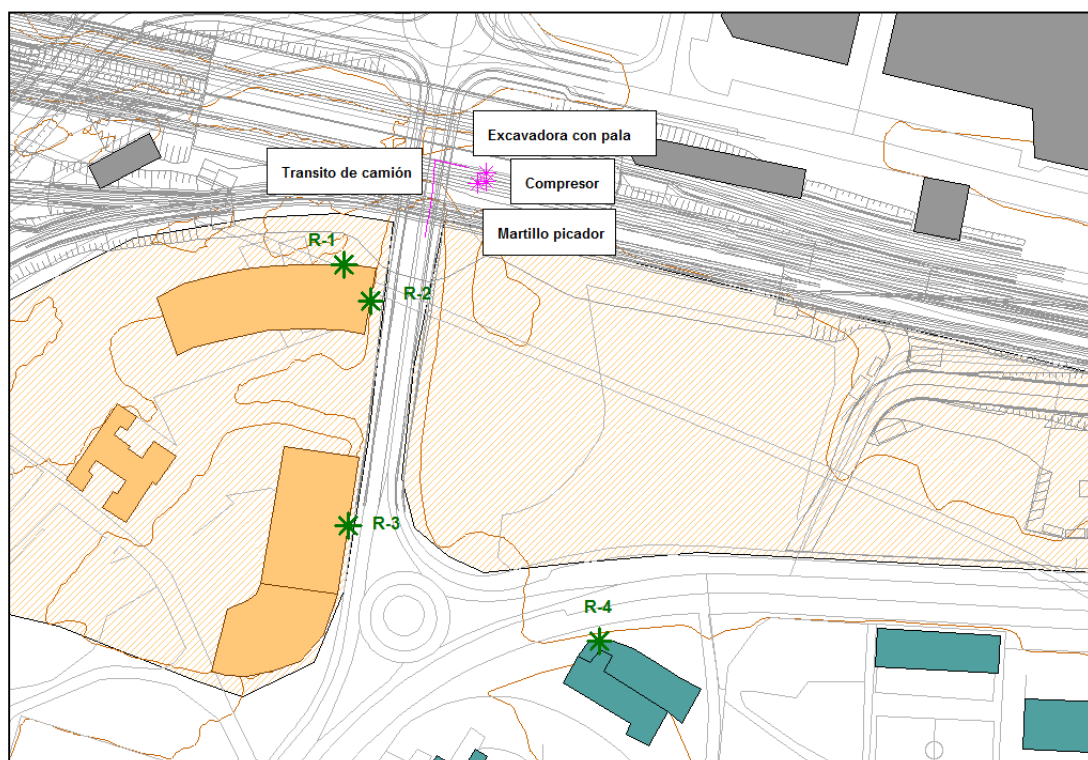 Excavadora con pala
Transito de camión
Compresor
Martillo picador
R-1
R-2
R-3
R-4